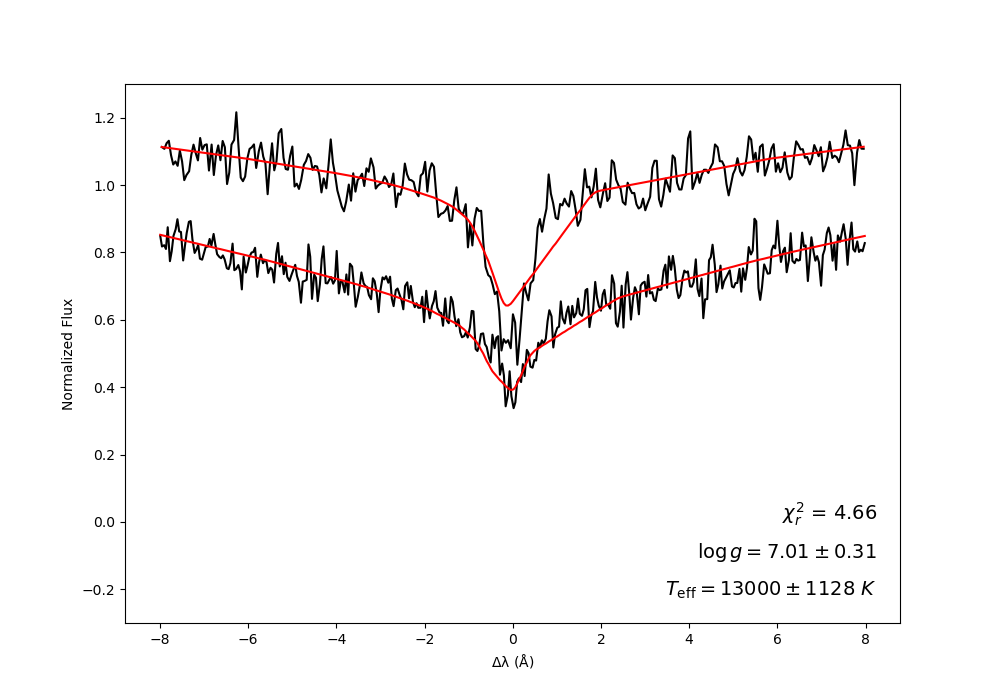 1.2
1.0
0.8
0.6
0.4
0.2
0.0
−0.2
Normalized Flux
χ²ᵣ = 4.66
log g = 7.01 ± 0.31
T_eff = 13000 ± 1128 K
−8 −6 −4 −2 0 2 4 6 8
Δλ (Å)